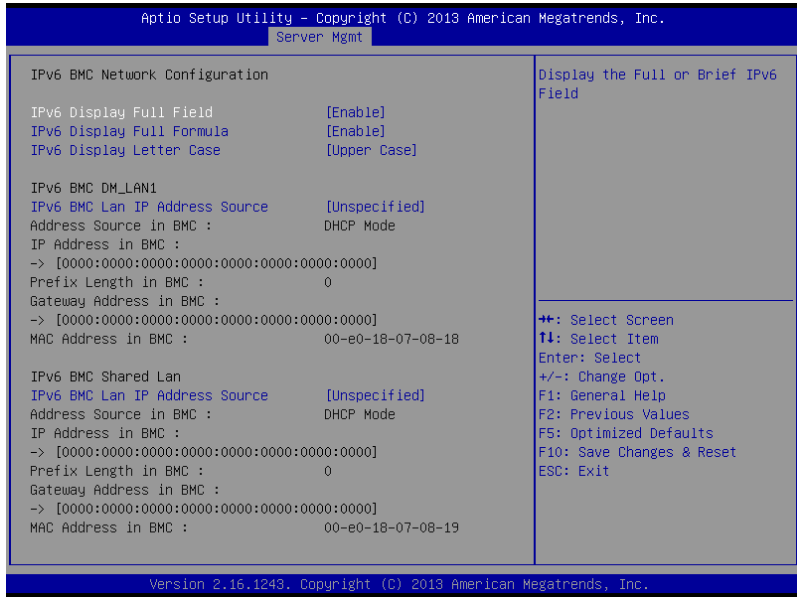 Aptio Setup Utility – Copyright (C) 2013 American Megatrends, Inc.
Server Mgmt
IPv6 BMC Network Configuration
IPv6 Display Full Field [Enable]
IPv6 Display Full Formula [Enable]
IPv6 Display Letter Case [Upper Case]
IPv6 BMC DM_LAN1
IPv6 BMC Lan IP Address Source [Unspecified]
Address Source in BMC : DHCP Mode
IP Address in BMC :
-> [0000:0000:0000:0000:0000:0000:0000:0000]
Prefix Length in BMC : 0
Gateway Address in BMC :
-> [0000:0000:0000:0000:0000:0000:0000:0000]
MAC Address in BMC : 00-e0-18-07-08-18
IPv6 BMC Shared Lan
IPv6 BMC Lan IP Address Source [Unspecified]
Address Source in BMC : DHCP Mode
IP Address in BMC :
-> [0000:0000:0000:0000:0000:0000:0000:0000]
Prefix Length in BMC : 0
Gateway Address in BMC :
-> [0000:0000:0000:0000:0000:0000:0000:0000]
MAC Address in BMC : 00-e0-18-07-08-19
Display the Full or Brief IPv6
Field
→←: Select Screen
↑↓: Select Item
Enter: Select
+/-: Change Opt.
F1: General Help
F2: Previous Values
F5: Optimized Defaults
F10: Save Changes & Reset
ESC: Exit
Version 2.16.1243. Copyright (C) 2013 American Megatrends, Inc.